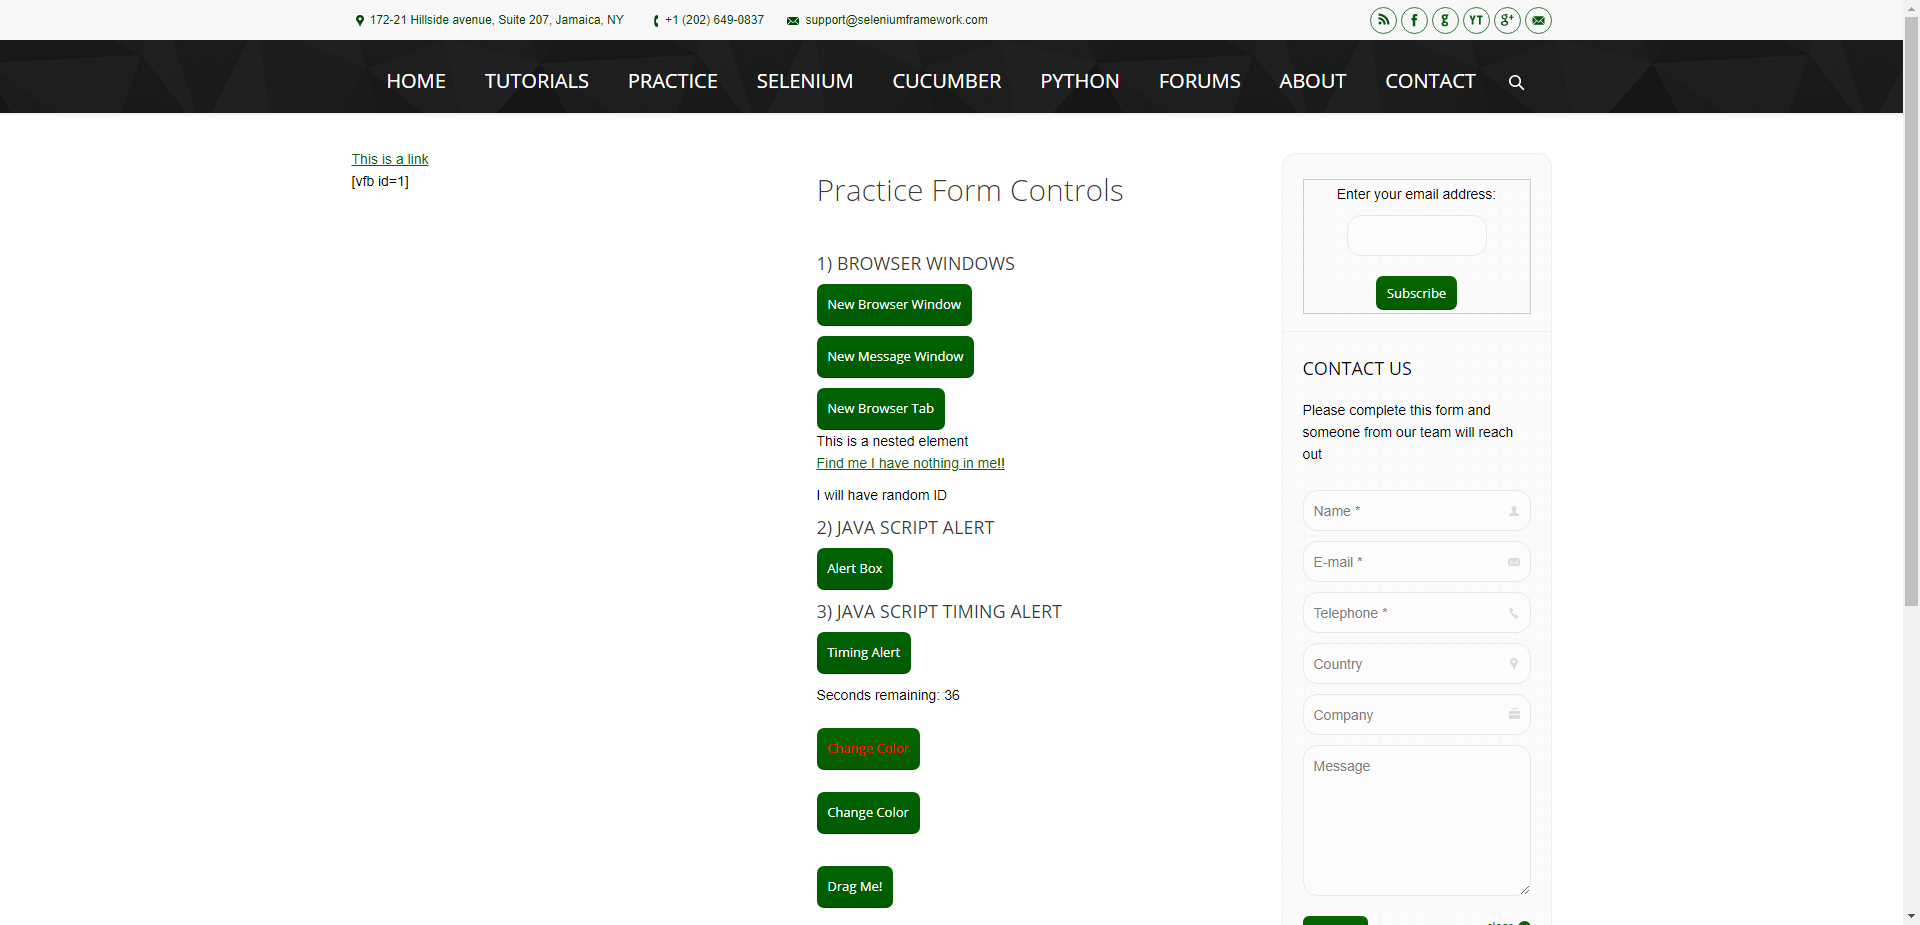 172-21 Hillside avenue, Suite 207, Jamaica, NY +1 (202) 649-0837 support@seleniumframework.com
f g YT g+
HOME TUTORIALS PRACTICE SELENIUM CUCUMBER PYTHON FORUMS ABOUT CONTACT
This is a link
[vfb id=1]
Practice Form Controls
1) BROWSER WINDOWS
New Browser Window
New Message Window
New Browser Tab
This is a nested element
Find me I have nothing in me!!
I will have random ID
2) JAVA SCRIPT ALERT
Alert Box
3) JAVA SCRIPT TIMING ALERT
Timing Alert
Seconds remaining: 36
Change Color
Change Color
Drag Me!
Enter your email address:
Subscribe
CONTACT US
Please complete this form and
someone from our team will reach
out
Name *
E-mail *
Telephone *
Country
Company
Message